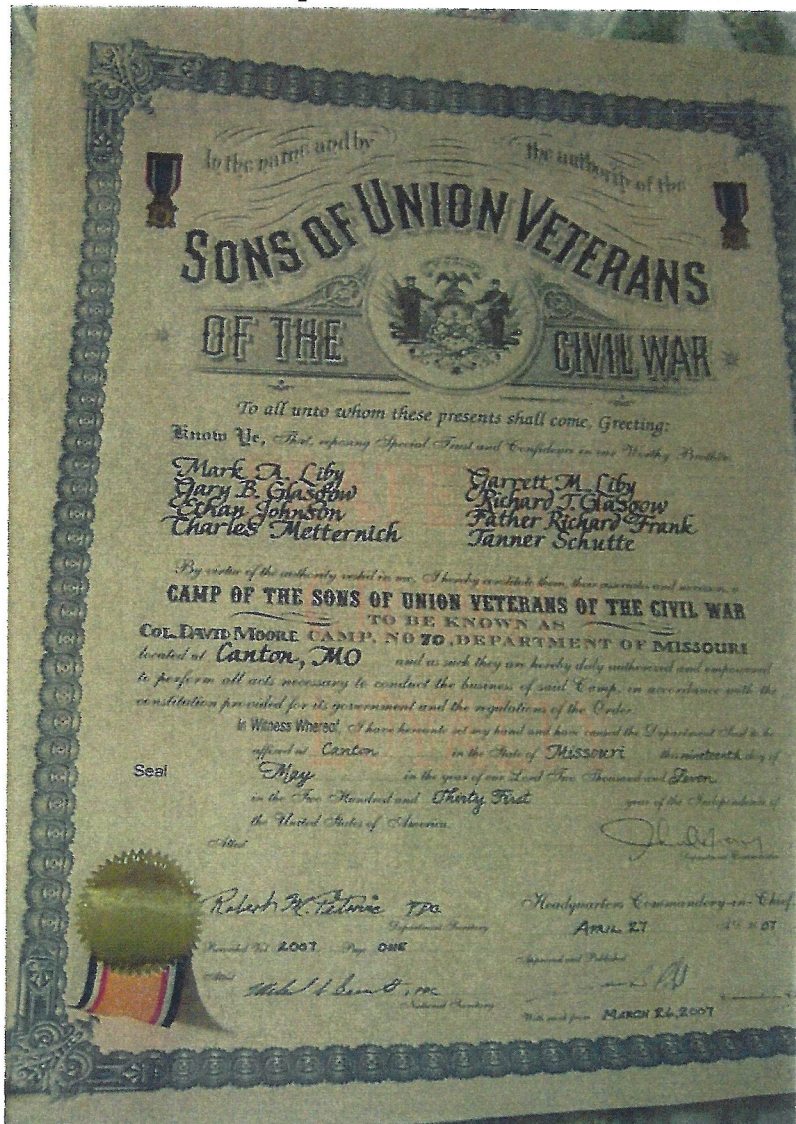 In the name and by the authority of the
SONS OF UNION VETERANS
OF THE CIVIL WAR
To all unto whom these presents shall come, Greeting:
Know Ye, That, reposing Special Trust and Confidence in our Worthy Brothers,
Mark A. Liby Garrett M. Liby
Gary B. Glasgow Richard T. Glasgow
Ethan Johnson Father Richard Frank
Charles Metternich Tanner Schutte
By virtue of the authority vested in me, I hereby constitute them, their associates and successors, a
CAMP OF THE SONS OF UNION VETERANS OF THE CIVIL WAR
TO BE KNOWN AS
COL. DAVID MOORE CAMP, NO 70, DEPARTMENT OF MISSOURI
located at Canton, MO and as such they are hereby duly authorized and empowered
to perform all acts necessary to conduct the business of said Camp, in accordance with the
constitution provided for its government and the regulations of the Order.
In Witness Whereof, I have hereunto set my hand and have caused the Department Seal to be
affixed at Canton in the State of Missouri this nineteenth day of
Seal May in the year of our Lord Two Thousand and Seven
in the Two Hundred and Thirty First year of the Independence of
the United States of America.
Attest
Department Commander
Robert M. Petrovic PDC Headquarters Commandery-in-Chief,
Department Secretary APRIL 27 07
Recorded Vol. 2007 Page ONE Approved and Published
Attest
National Secretary
With rank from MARCH 26, 2007